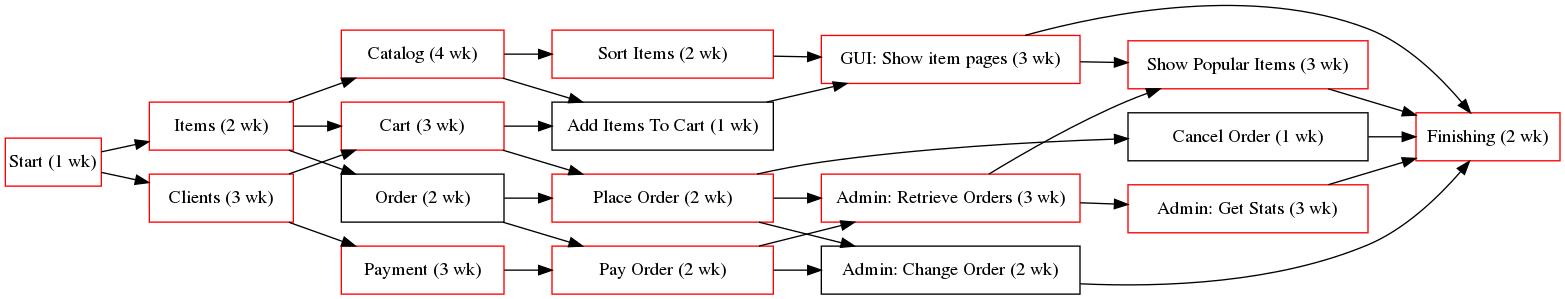 Start (1 wk)
Items (2 wk)
Clients (3 wk)
Catalog (4 wk)
Cart (3 wk)
Order (2 wk)
Payment (3 wk)
Sort Items (2 wk)
Add Items To Cart (1 wk)
Place Order (2 wk)
Pay Order (2 wk)
GUI: Show item pages (3 wk)
Admin: Retrieve Orders (3 wk)
Admin: Change Order (2 wk)
Show Popular Items (3 wk)
Cancel Order (1 wk)
Admin: Get Stats (3 wk)
Finishing (2 wk)